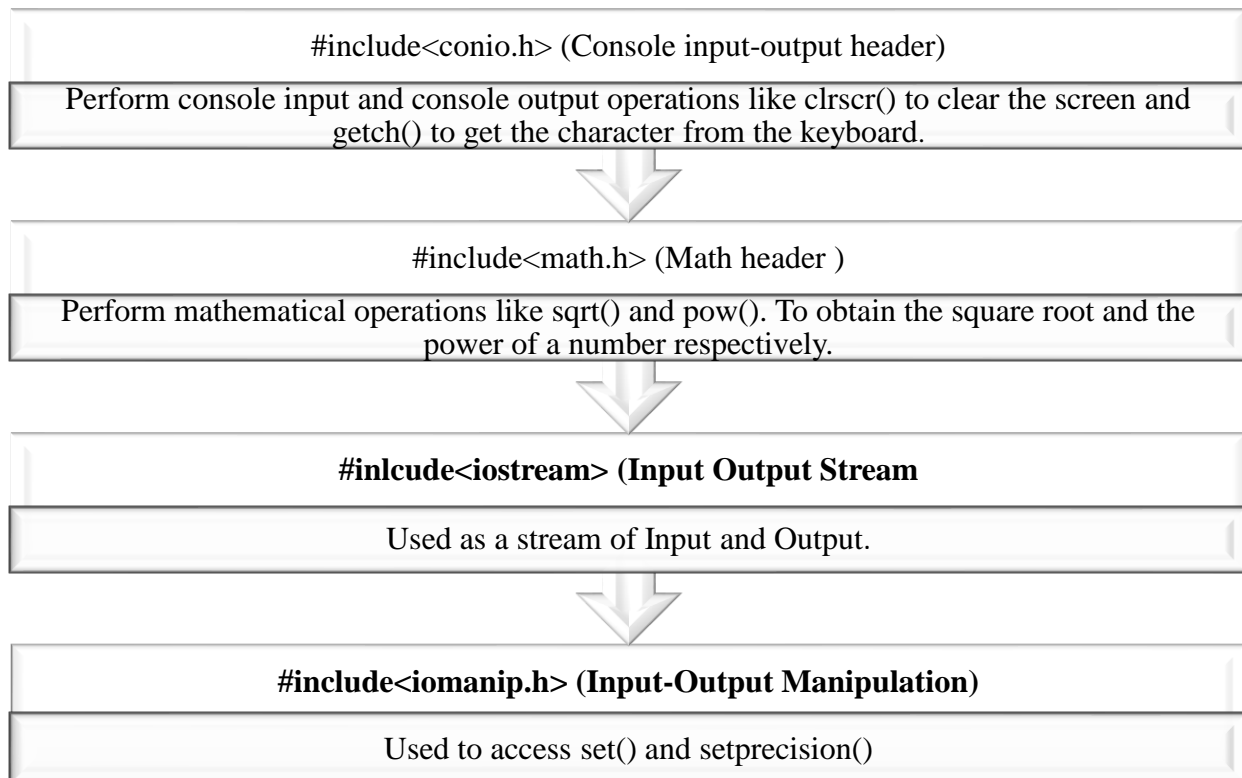 #include<conio.h> (Console input-output header)
Perform console input and console output operations like clrscr() to clear the screen and
getch() to get the character from the keyboard.
#include<math.h> (Math header )
Perform mathematical operations like sqrt() and pow(). To obtain the square root and the
power of a number respectively.
#inlcude<iostream> (Input Output Stream
Used as a stream of Input and Output.
#include<iomanip.h> (Input-Output Manipulation)
Used to access set() and setprecision()